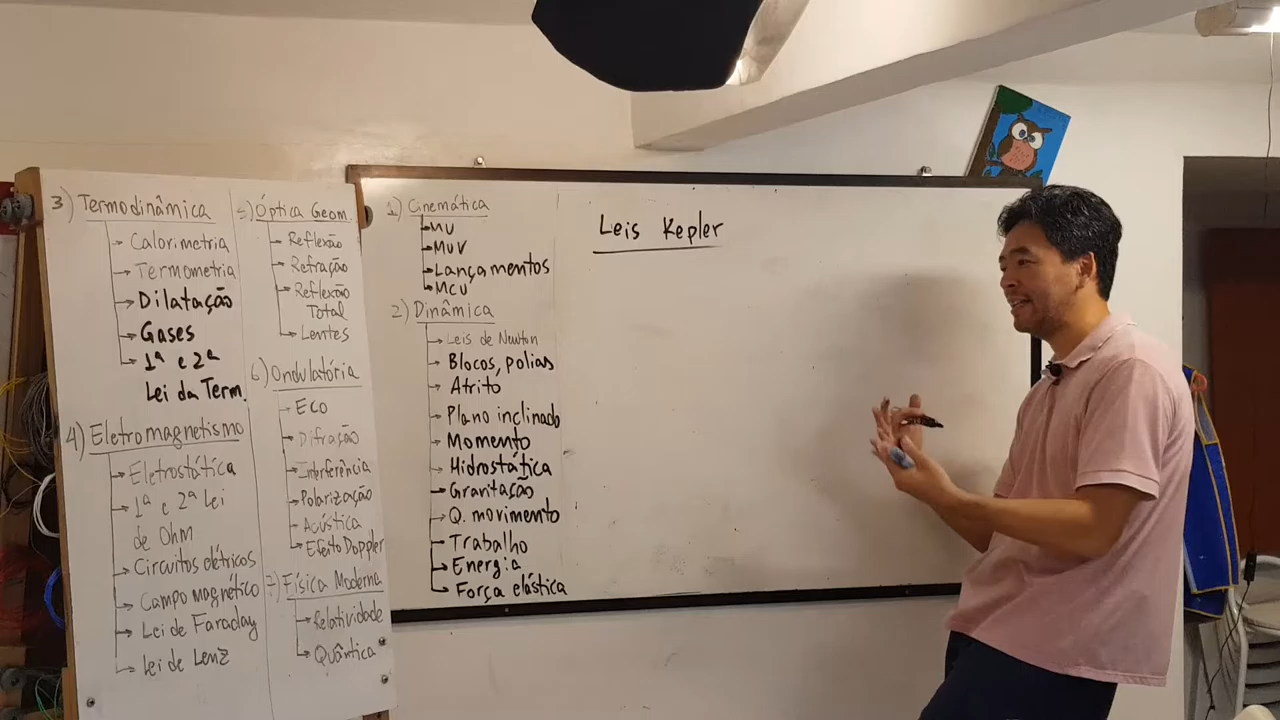 3) Termodinâmica
Calorimetria
Termometria
Dilatação
Gases
1ª e 2ª
Lei da Term.
4) Eletromagnetismo
Eletrostática
1ª e 2ª Lei
de Ohm
Circuitos elétricos
Campo magnético
Lei de Faraday
Lei de Lenz
5) Óptica Geom.
Reflexão
Refração
Reflexão
Total
Lentes
6) Ondulatória
Eco
Difração
Interferência
Polarização
Acústica
Efeito Doppler
7) Física Moderna
Relatividade
Quântica
1) Cinemática
MU
MUV
Lançamentos
MCU
2) Dinâmica
Leis de Newton
Blocos, polias
Atrito
Plano inclinado
Momento
Hidrostática
Gravitação
Q. movimento
Trabalho
Energia
Força elástica
Leis Kepler